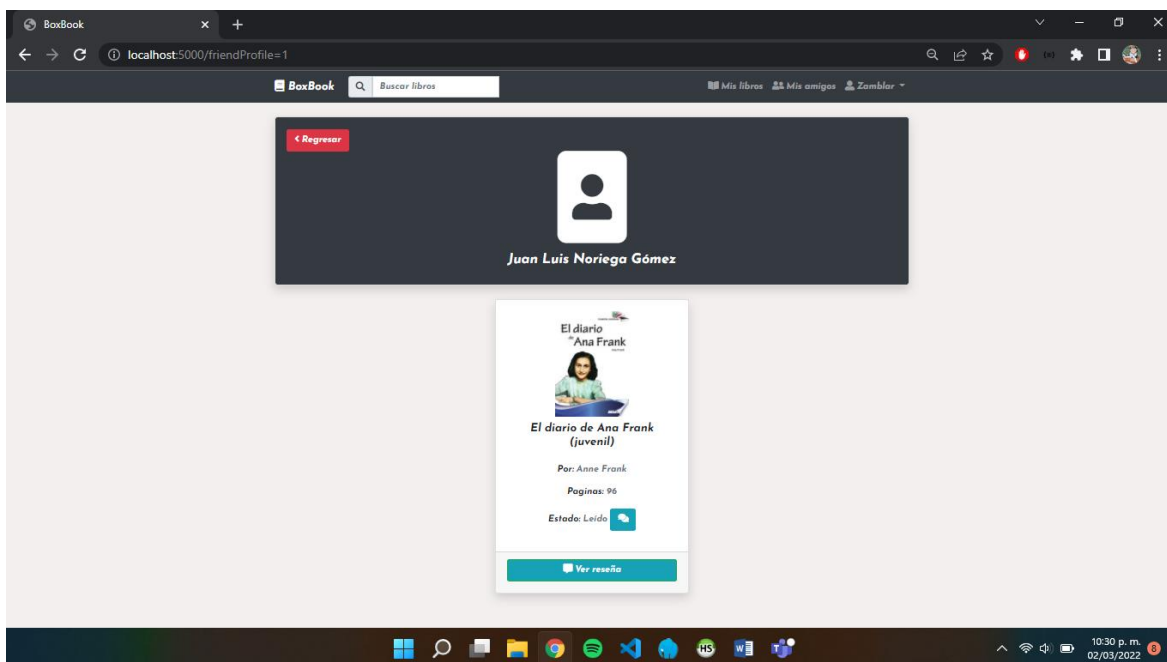 BoxBook
localhost:5000/friendProfile=1
BoxBook Buscar libros Mis libros Mis amigos Zamblar
Regresar
Juan Luis Noriega Gómez
El diario
de Ana Frank
El diario de Ana Frank
(juvenil)
Por: Anne Frank
Paginas: 96
Estado: Leido
Ver reseña
HS
10:30 p. m.
02/03/2022
8